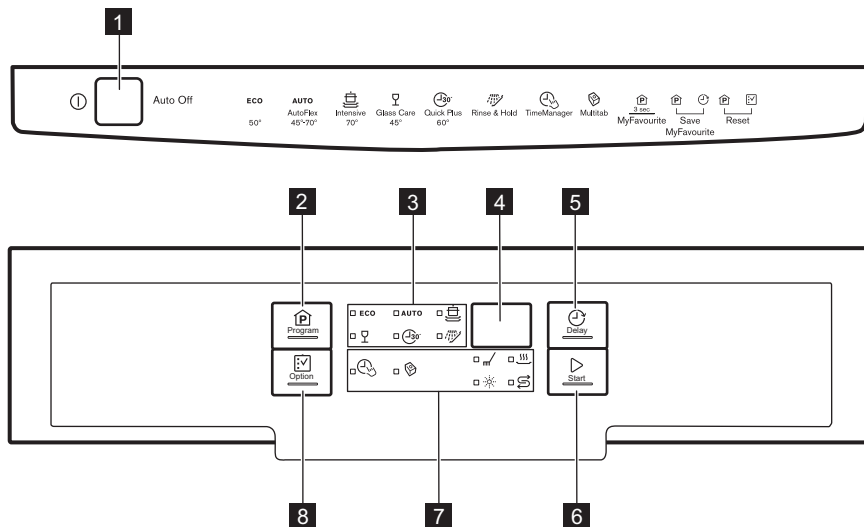 1
Auto Off
ECO
50°
AUTO
AutoFlex
45°-70°
Intensive
70°
Glass Care
45°
30'
Quick Plus
60°
Rinse & Hold
TimeManager
Multitab
P
3 sec.
MyFavourite
P
Save
MyFavourite
P
Reset
2
3
4
5
P
Program
ECO
AUTO
30'
Delay
Option
Start
8
7
6